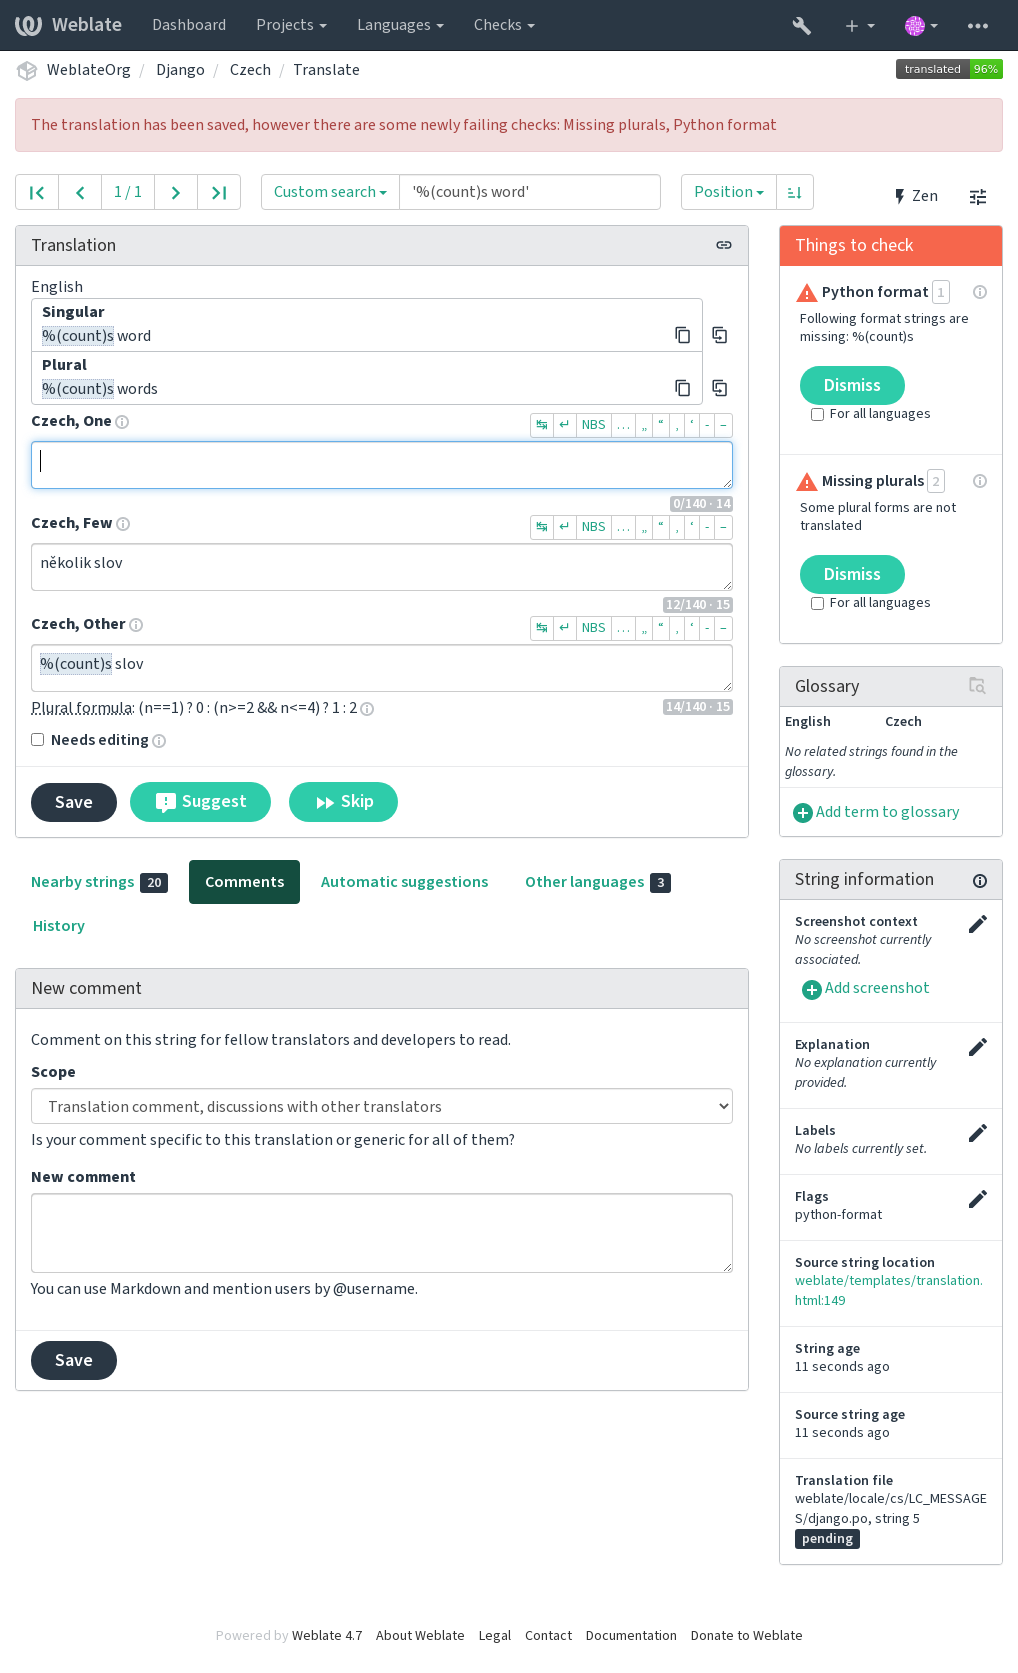 Weblate Dashboard Projects Languages Checks
WeblateOrg / Django / Czech / Translate translated 96%
The translation has been saved, however there are some newly failing checks: Missing plurals, Python format
1 / 1 Custom search '%(count)s word' Position Zen
Translation
English
Singular
%(count)s word
Plural
%(count)s words
Czech, One ↹ ↵ NBS … „ “ ‚ ‘ - –
0/140 · 14
Czech, Few ↹ ↵ NBS … „ “ ‚ ‘ - –
několik slov
12/140 · 15
Czech, Other ↹ ↵ NBS … „ “ ‚ ‘ - –
%(count)s slov
Plural formula: (n==1) ? 0 : (n>=2 && n<=4) ? 1 : 2 14/140 · 15
Needs editing
Save Suggest Skip
Nearby strings 20 Comments Automatic suggestions Other languages 3
History
New comment
Comment on this string for fellow translators and developers to read.
Scope
Translation comment, discussions with other translators
Is your comment specific to this translation or generic for all of them?
New comment
You can use Markdown and mention users by @username.
Save
Things to check
Python format 1
Following format strings are
missing: %(count)s
Dismiss
For all languages
Missing plurals 2
Some plural forms are not
translated
Dismiss
For all languages
Glossary
English Czech
No related strings found in the
glossary.
Add term to glossary
String information
Screenshot context
No screenshot currently
associated.
Add screenshot
Explanation
No explanation currently
provided.
Labels
No labels currently set.
Flags
python-format
Source string location
weblate/templates/translation.
html:149
String age
11 seconds ago
Source string age
11 seconds ago
Translation file
weblate/locale/cs/LC_MESSAGE
S/django.po, string 5
pending
Powered by Weblate 4.7 About Weblate Legal Contact Documentation Donate to Weblate